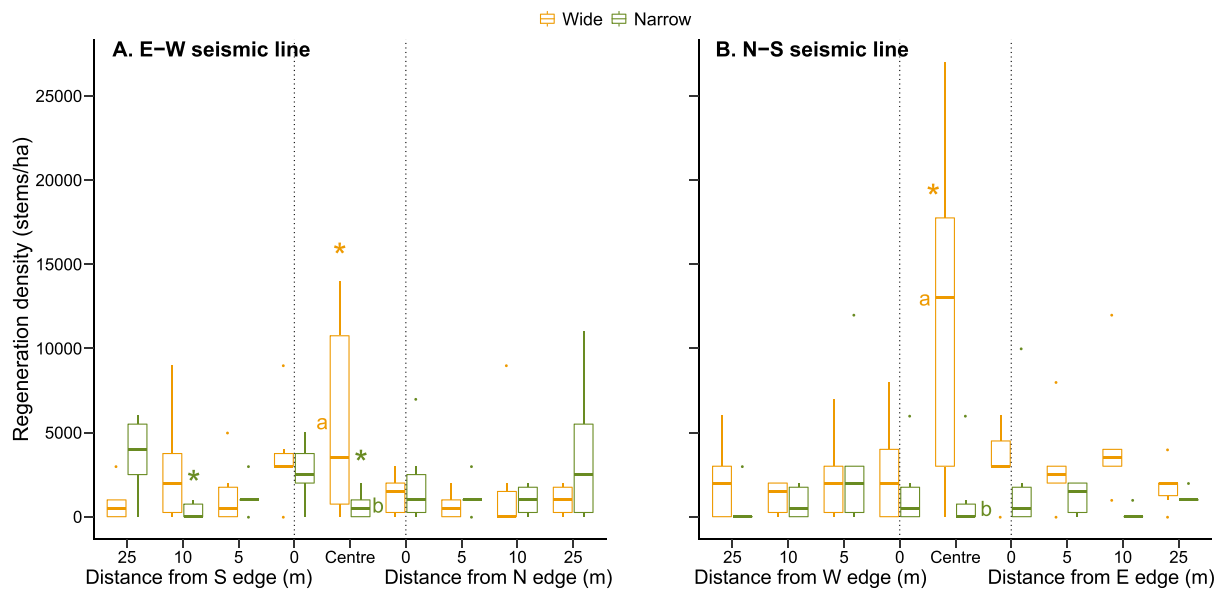 Wide Narrow
A. E−W seismic line
B. N−S seismic line
Regeneration density (stems/ha)
25000
20000
15000
10000
5000
0
*
*
a
*
b
*
a
b
25 10 5 0 Centre 0 5 10 25
Distance from S edge (m) Distance from N edge (m)
25 10 5 0 Centre 0 5 10 25
Distance from W edge (m) Distance from E edge (m)